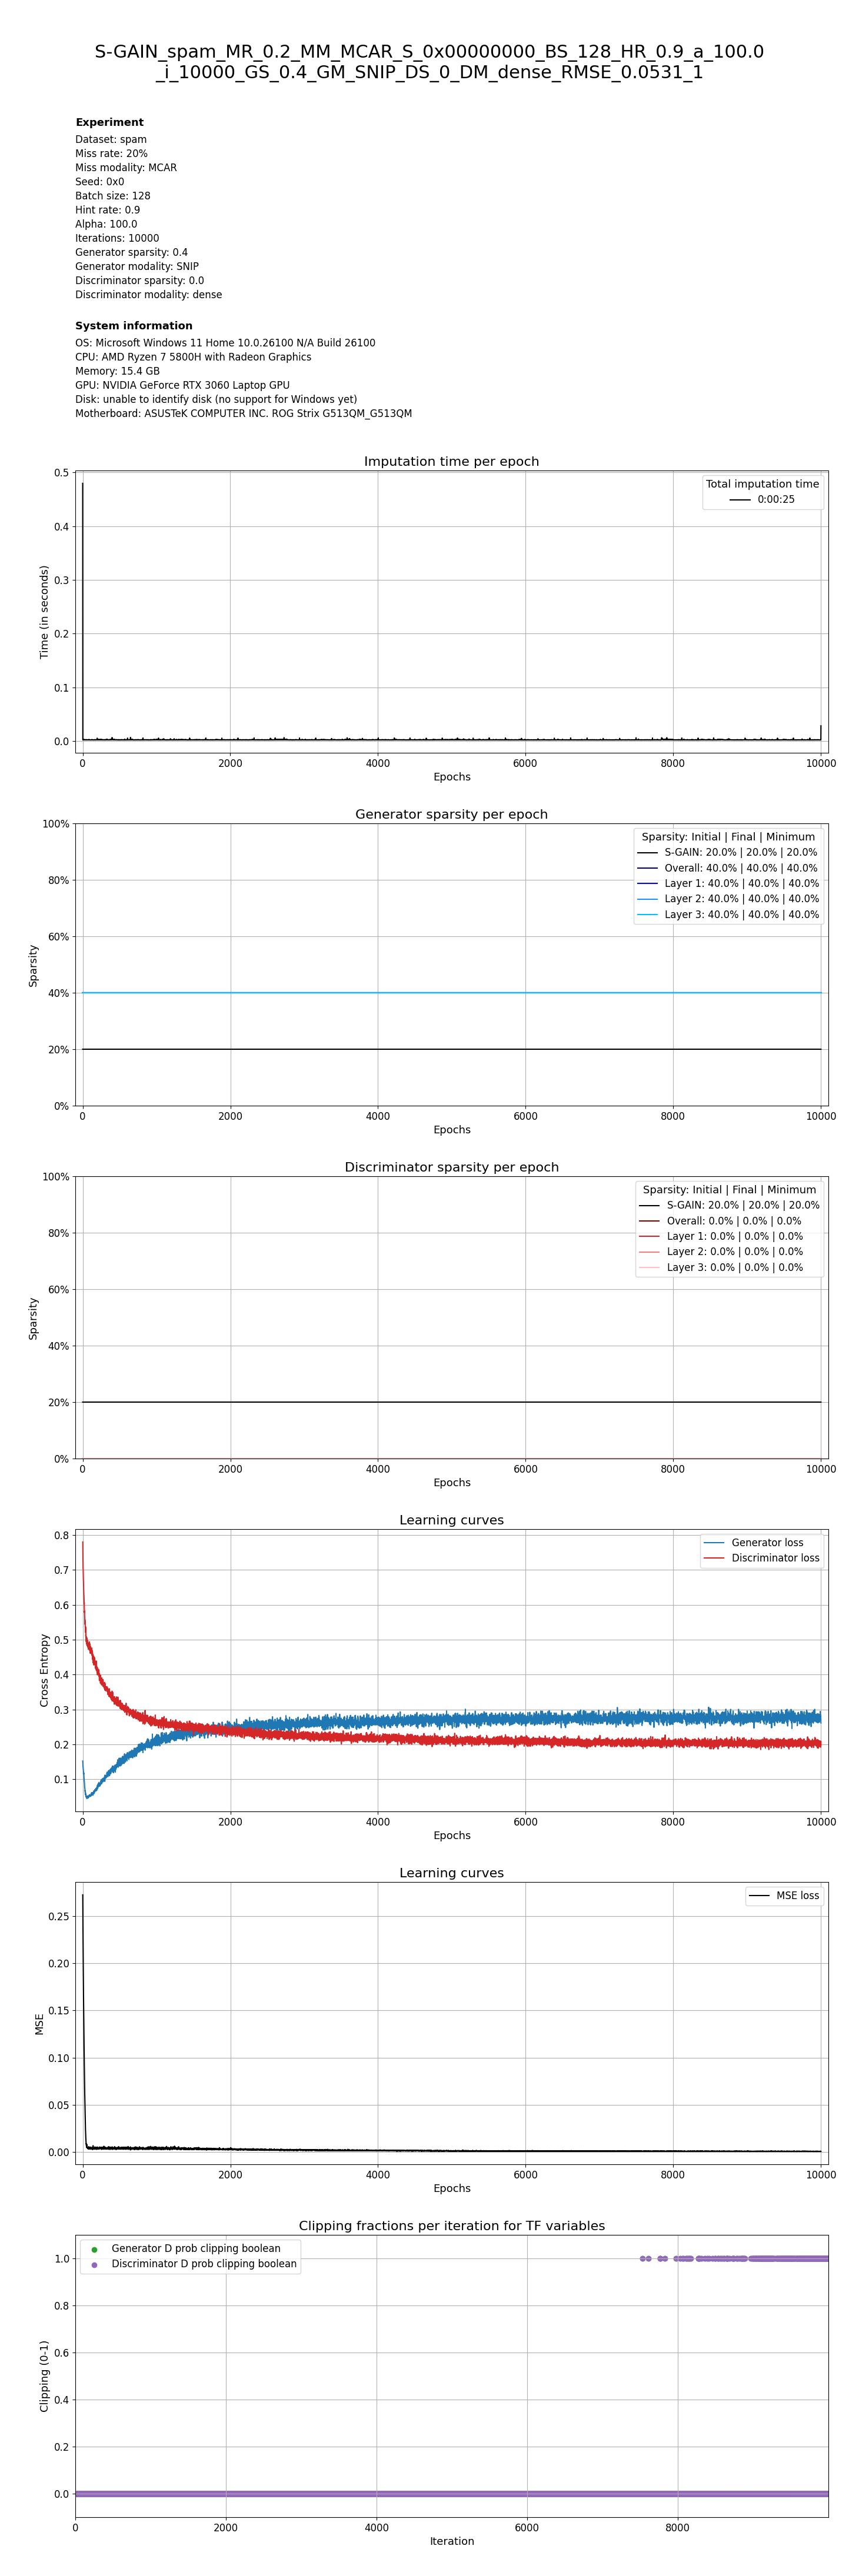 S-GAIN_spam_MR_0.2_MM_MCAR_S_0x00000000_BS_128_HR_0.9_a_100.0
_i_10000_GS_0.4_GM_SNIP_DS_0_DM_dense_RMSE_0.0531_1
Experiment
Dataset: spam
Miss rate: 20%
Miss modality: MCAR
Seed: 0x0
Batch size: 128
Hint rate: 0.9
Alpha: 100.0
Iterations: 10000
Generator sparsity: 0.4
Generator modality: SNIP
Discriminator sparsity: 0.0
Discriminator modality: dense
System information
OS: Microsoft Windows 11 Home 10.0.26100 N/A Build 26100
CPU: AMD Ryzen 7 5800H with Radeon Graphics
Memory: 15.4 GB
GPU: NVIDIA GeForce RTX 3060 Laptop GPU
Disk: unable to identify disk (no support for Windows yet)
Motherboard: ASUSTeK COMPUTER INC. ROG Strix G513QM_G513QM
Imputation time per epoch
Total imputation time
0:00:25
Time (in seconds)
0.5
0.4
0.3
0.2
0.1
0.0
0 2000 4000 6000 8000 10000
Epochs
Generator sparsity per epoch
Sparsity: Initial | Final | Minimum
S-GAIN: 20.0% | 20.0% | 20.0%
Overall: 40.0% | 40.0% | 40.0%
Layer 1: 40.0% | 40.0% | 40.0%
Layer 2: 40.0% | 40.0% | 40.0%
Layer 3: 40.0% | 40.0% | 40.0%
Sparsity
100%
80%
60%
40%
20%
0%
0 2000 4000 6000 8000 10000
Epochs
Discriminator sparsity per epoch
Sparsity: Initial | Final | Minimum
S-GAIN: 20.0% | 20.0% | 20.0%
Overall: 0.0% | 0.0% | 0.0%
Layer 1: 0.0% | 0.0% | 0.0%
Layer 2: 0.0% | 0.0% | 0.0%
Layer 3: 0.0% | 0.0% | 0.0%
Sparsity
100%
80%
60%
40%
20%
0%
0 2000 4000 6000 8000 10000
Epochs
Learning curves
Generator loss
Discriminator loss
Cross Entropy
0.8
0.7
0.6
0.5
0.4
0.3
0.2
0.1
0 2000 4000 6000 8000 10000
Epochs
Learning curves
MSE loss
MSE
0.25
0.20
0.15
0.10
0.05
0.00
0 2000 4000 6000 8000 10000
Epochs
Clipping fractions per iteration for TF variables
Generator D prob clipping boolean
Discriminator D prob clipping boolean
Clipping (0-1)
1.0
0.8
0.6
0.4
0.2
0.0
0 2000 4000 6000 8000
Iteration